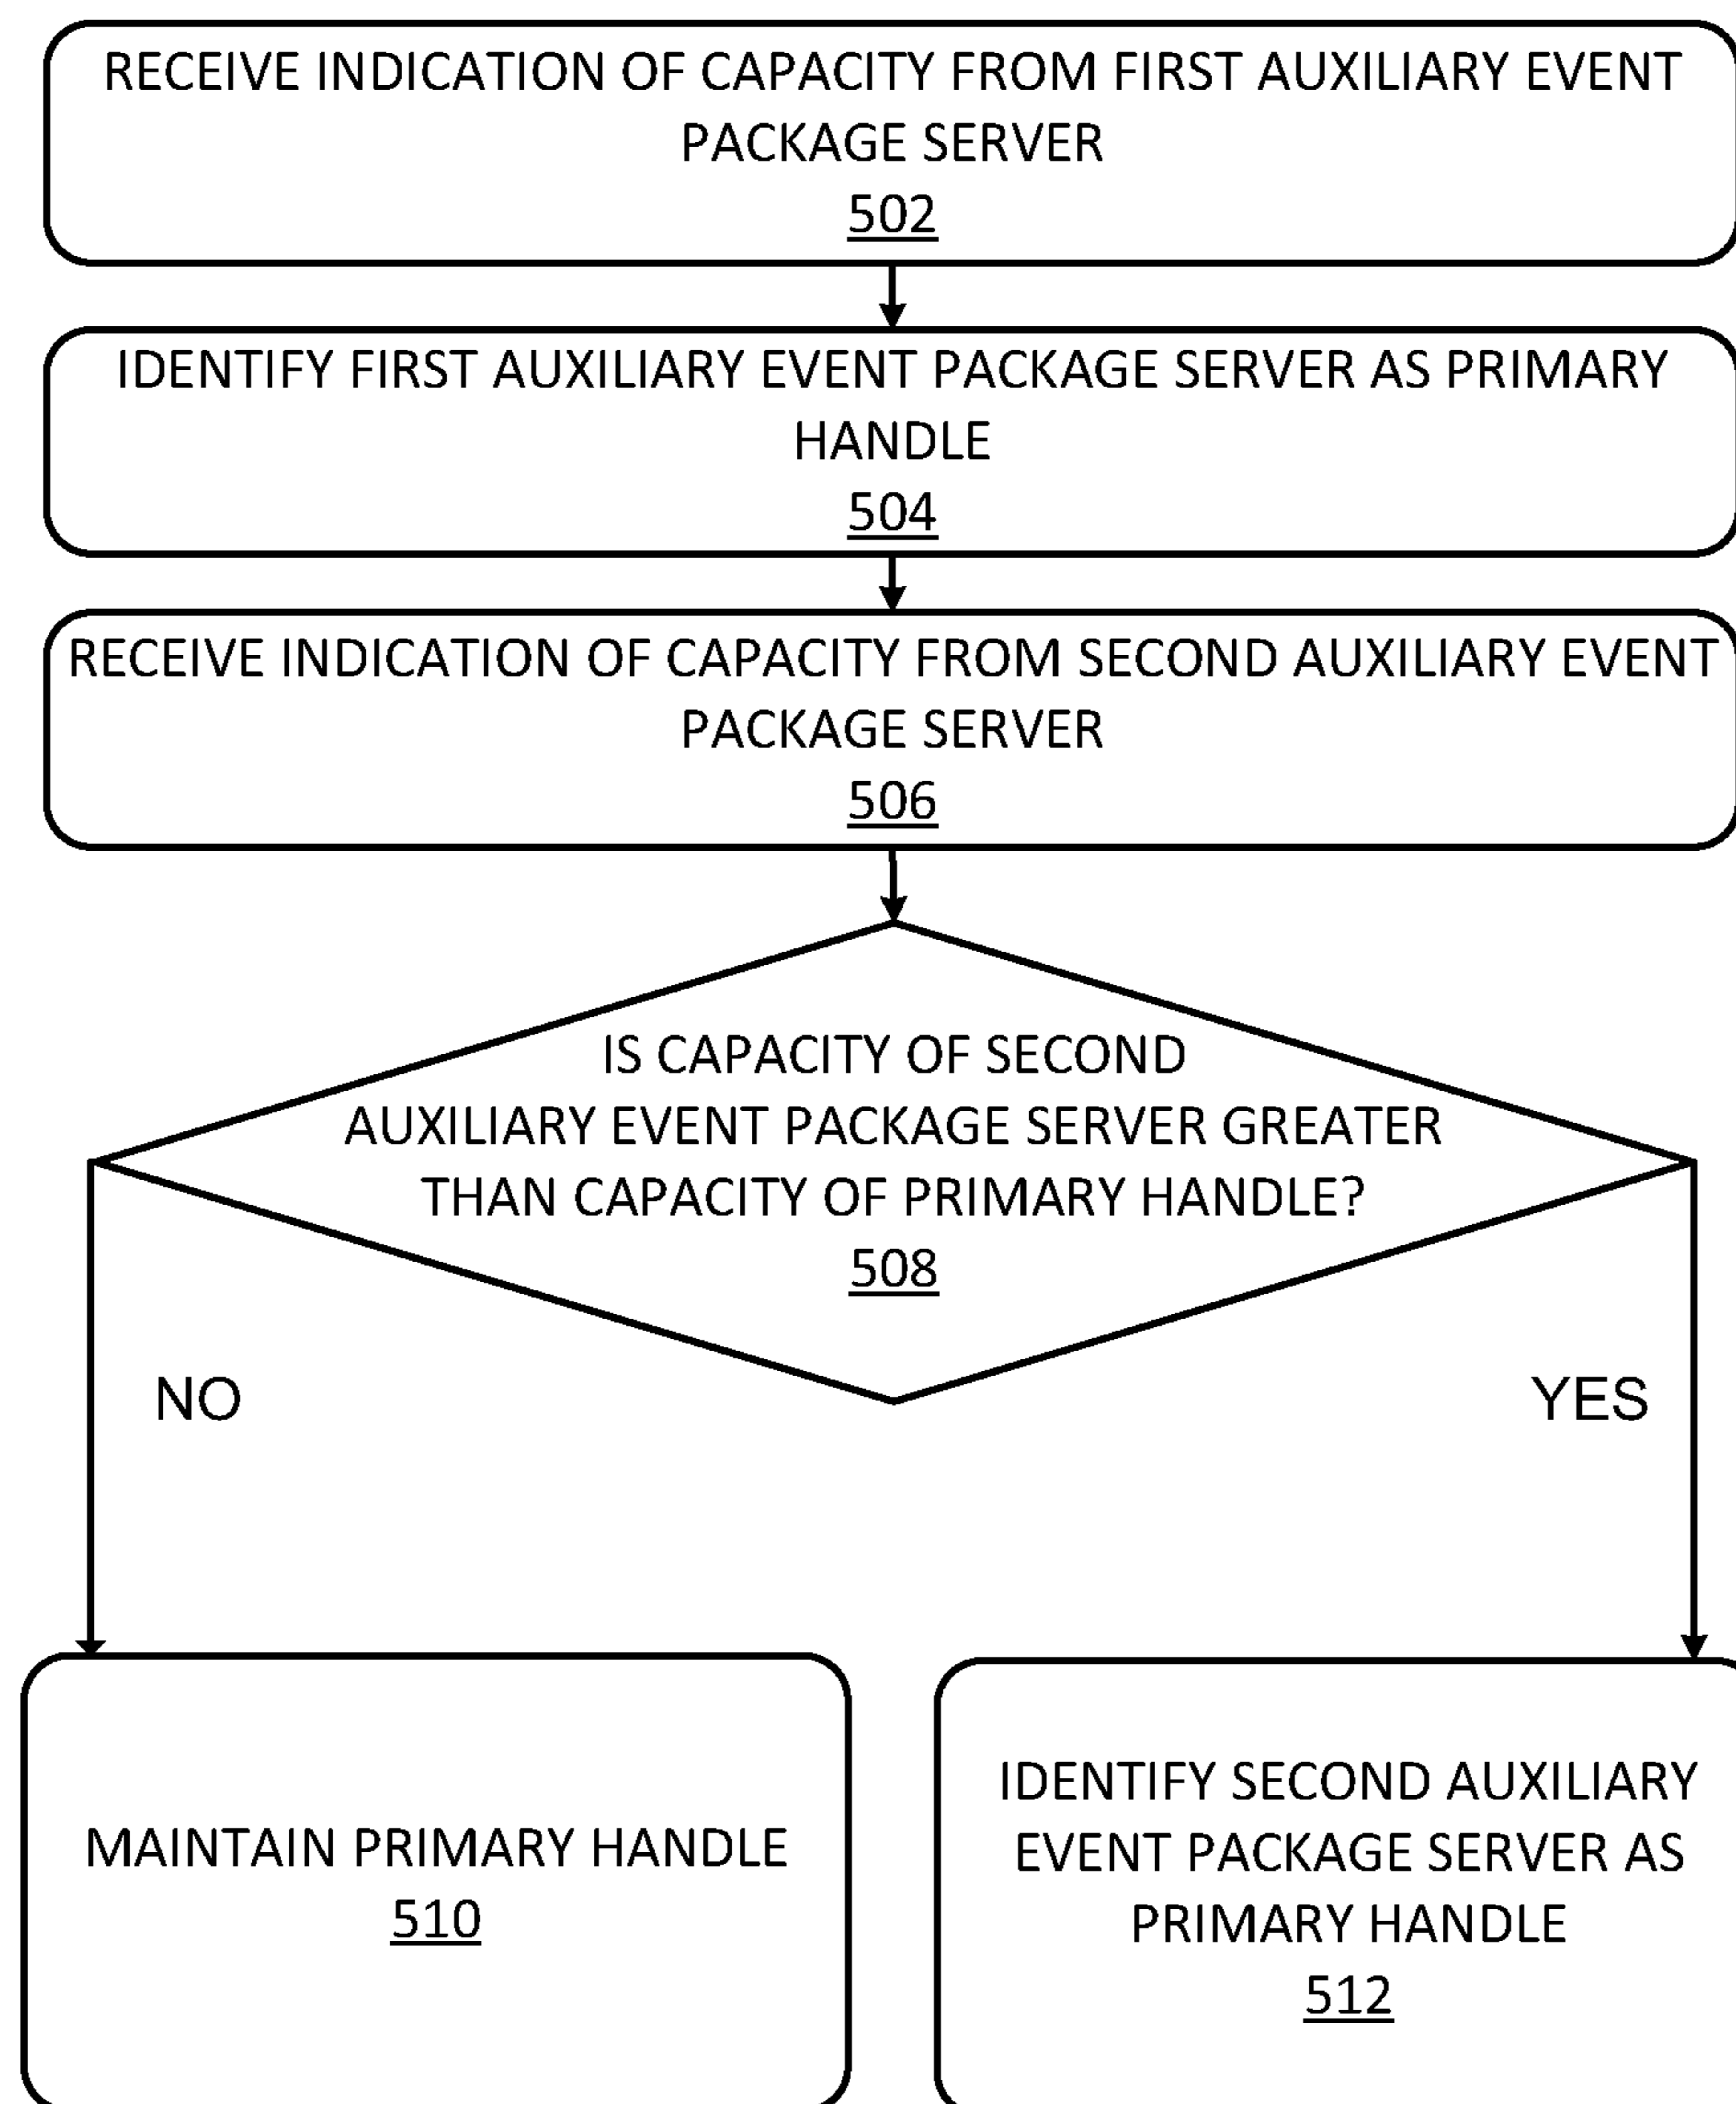 RECEIVE INDICATION OF CAPACITY FROM FIRST AUXILIARY EVENT
PACKAGE SERVER
502
IDENTIFY FIRST AUXILIARY EVENT PACKAGE SERVER AS PRIMARY
HANDLE
504
RECEIVE INDICATION OF CAPACITY FROM SECOND AUXILIARY EVENT
PACKAGE SERVER
506
IS CAPACITY OF SECOND
AUXILIARY EVENT PACKAGE SERVER GREATER
THAN CAPACITY OF PRIMARY HANDLE?
508
NO
YES
MAINTAIN PRIMARY HANDLE
510
IDENTIFY SECOND AUXILIARY
EVENT PACKAGE SERVER AS
PRIMARY HANDLE
512